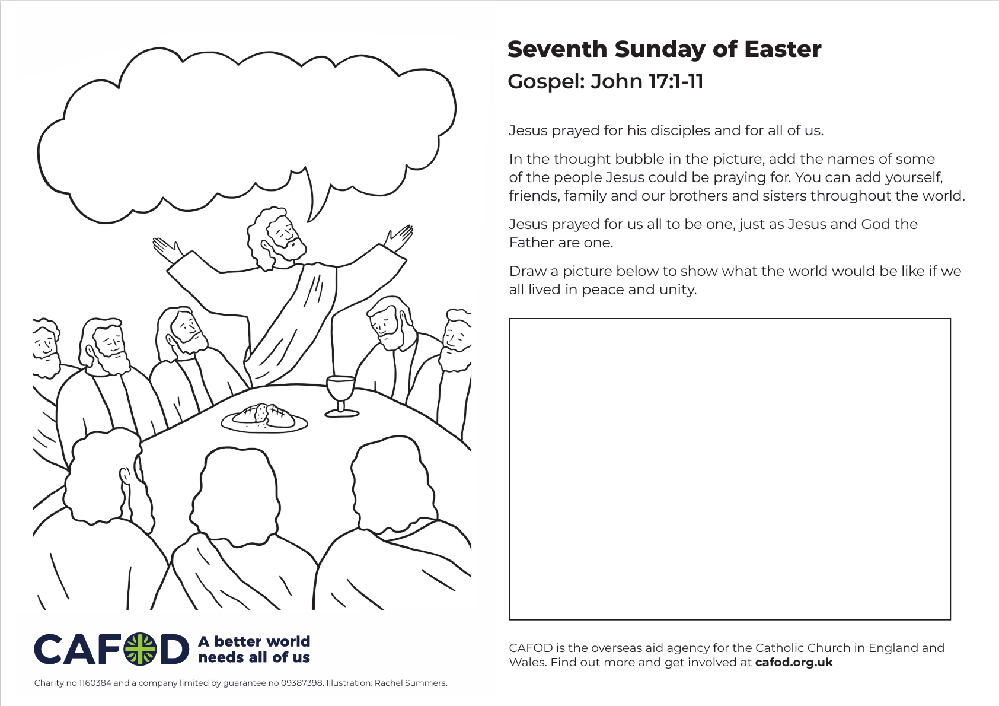 Seventh Sunday of Easter
Gospel: John 17:1-11
Jesus prayed for his disciples and for all of us.
In the thought bubble in the picture, add the names of some
of the people Jesus could be praying for. You can add yourself,
friends, family and our brothers and sisters throughout the world.
Jesus prayed for us all to be one, just as Jesus and God the
Father are one.
Draw a picture below to show what the world would be like if we
all lived in peace and unity.
CAFOD
A better world
needs all of us
Charity no 1160384 and a company limited by guarantee no 09387398. Illustration: Rachel Summers.
CAFOD is the overseas aid agency for the Catholic Church in England and
Wales. Find out more and get involved at cafod.org.uk